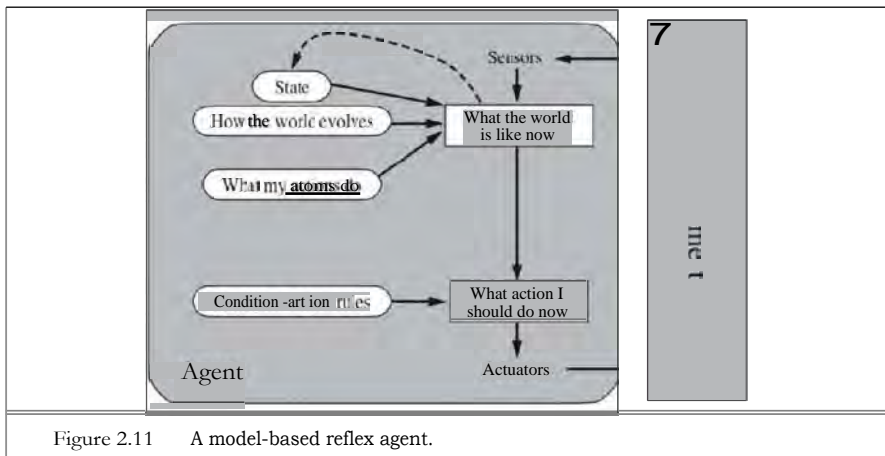 7
Sensors
State
How the world evolves
What the world
is like now
What my atoms do
me t
Condition -art ion rules
What action I
should do now
Agent
Actuators
Figure 2.11 A model-based reflex agent.